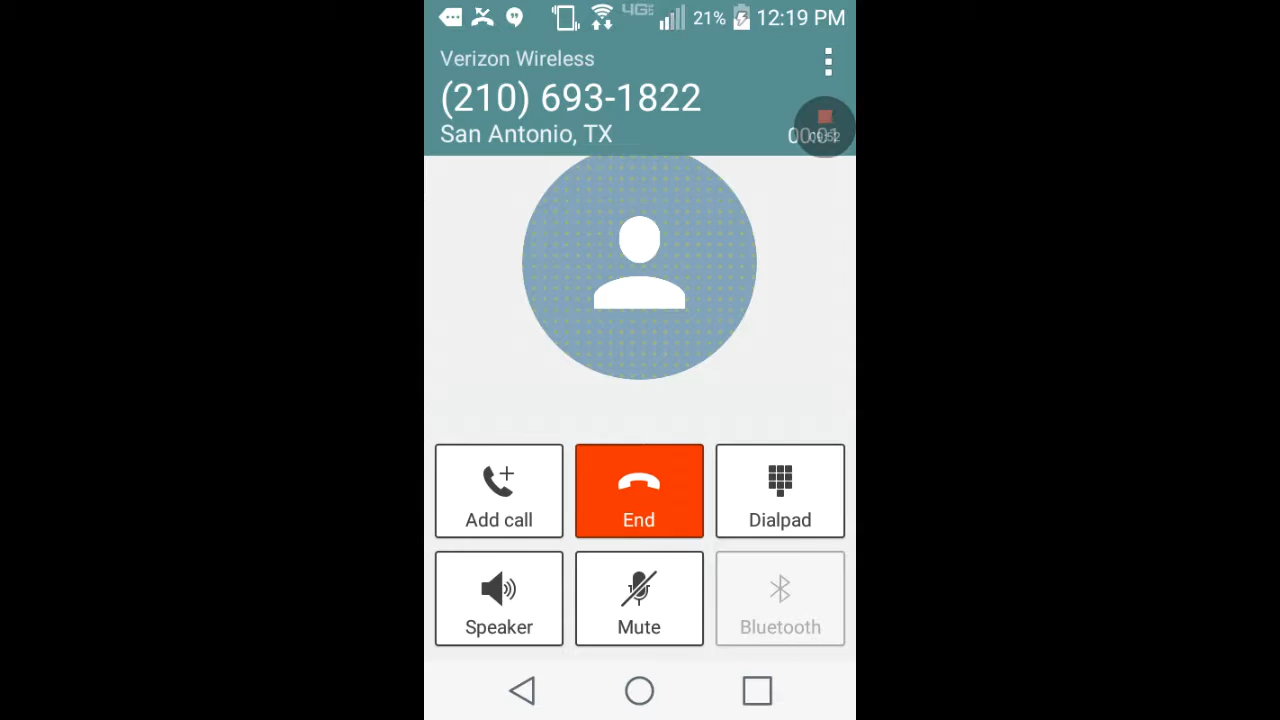 4G
21%
12:19 PM
Verizon Wireless
(210) 693-1822
San Antonio, TX
Add call
End
Dialpad
Speaker
Mute
Bluetooth